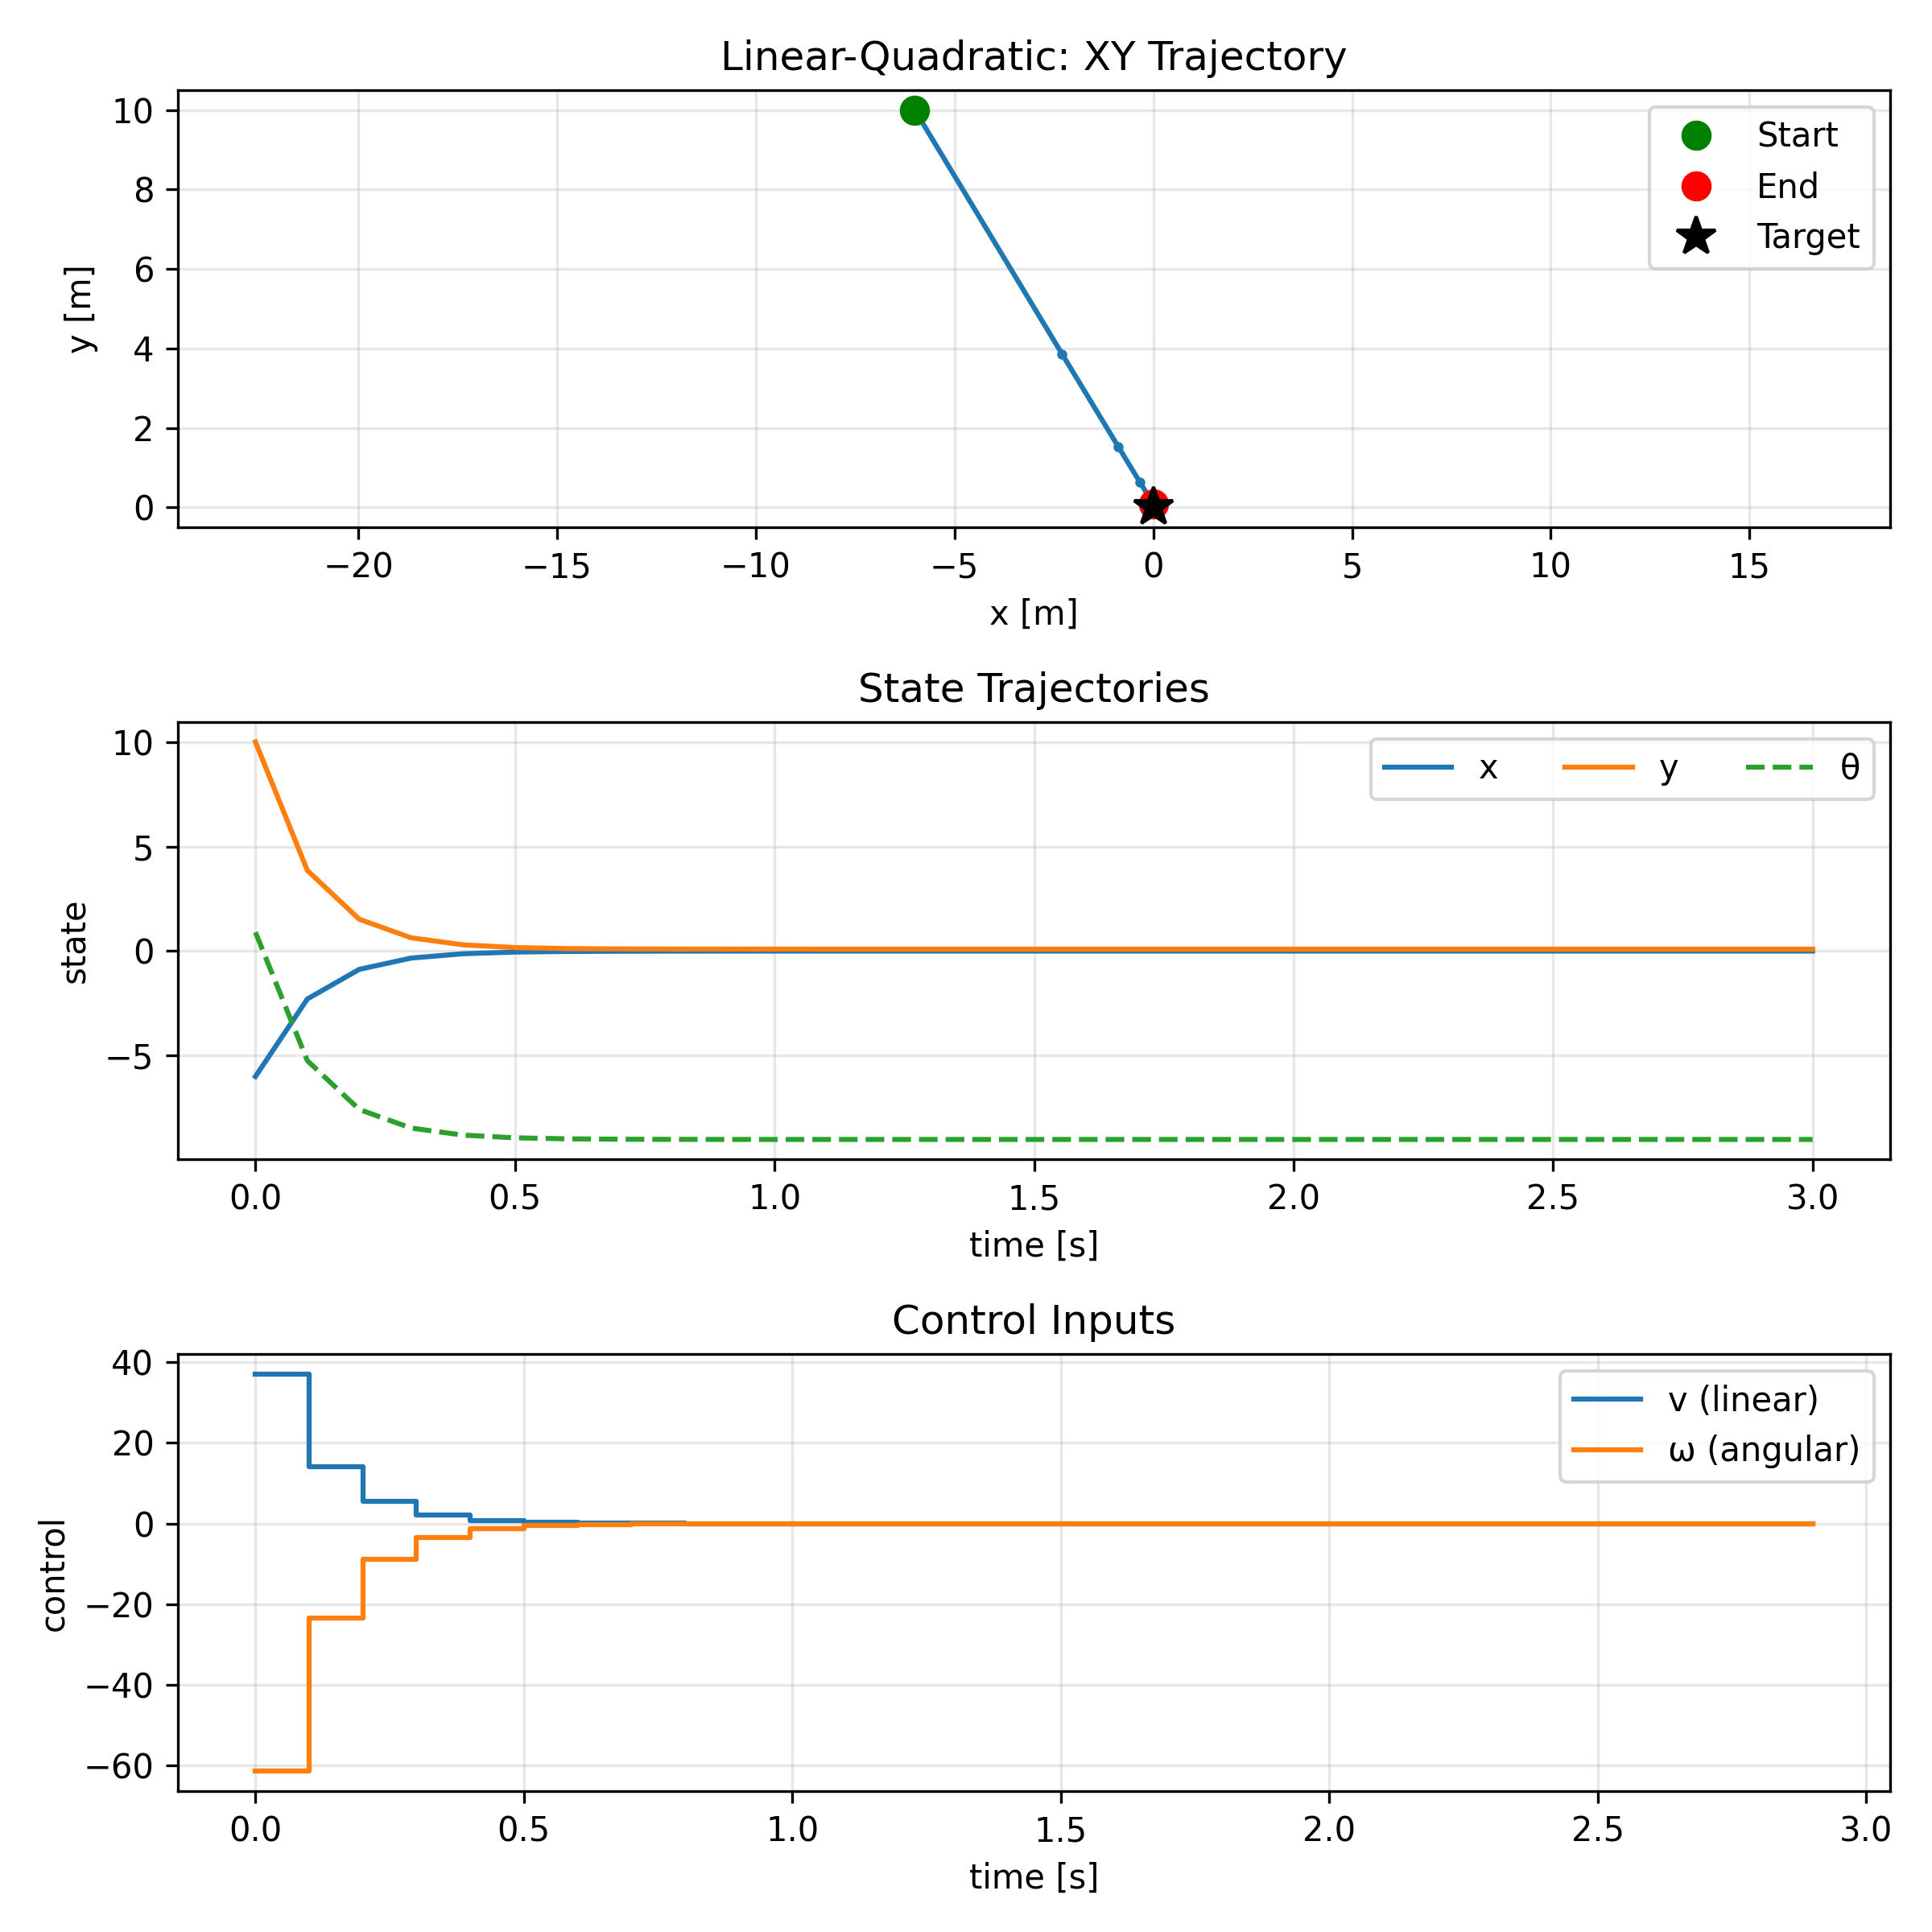 Linear-Quadratic: XY Trajectory
10
8
6
4
2
0
y [m]
Start
End
Target
−20 −15 −10 −5 0 5 10 15
x [m]
State Trajectories
10
5
0
−5
state
x y θ
0.0 0.5 1.0 1.5 2.0 2.5 3.0
time [s]
Control Inputs
40
20
0
−20
−40
−60
control
v (linear)
ω (angular)
0.0 0.5 1.0 1.5 2.0 2.5 3.0
time [s]